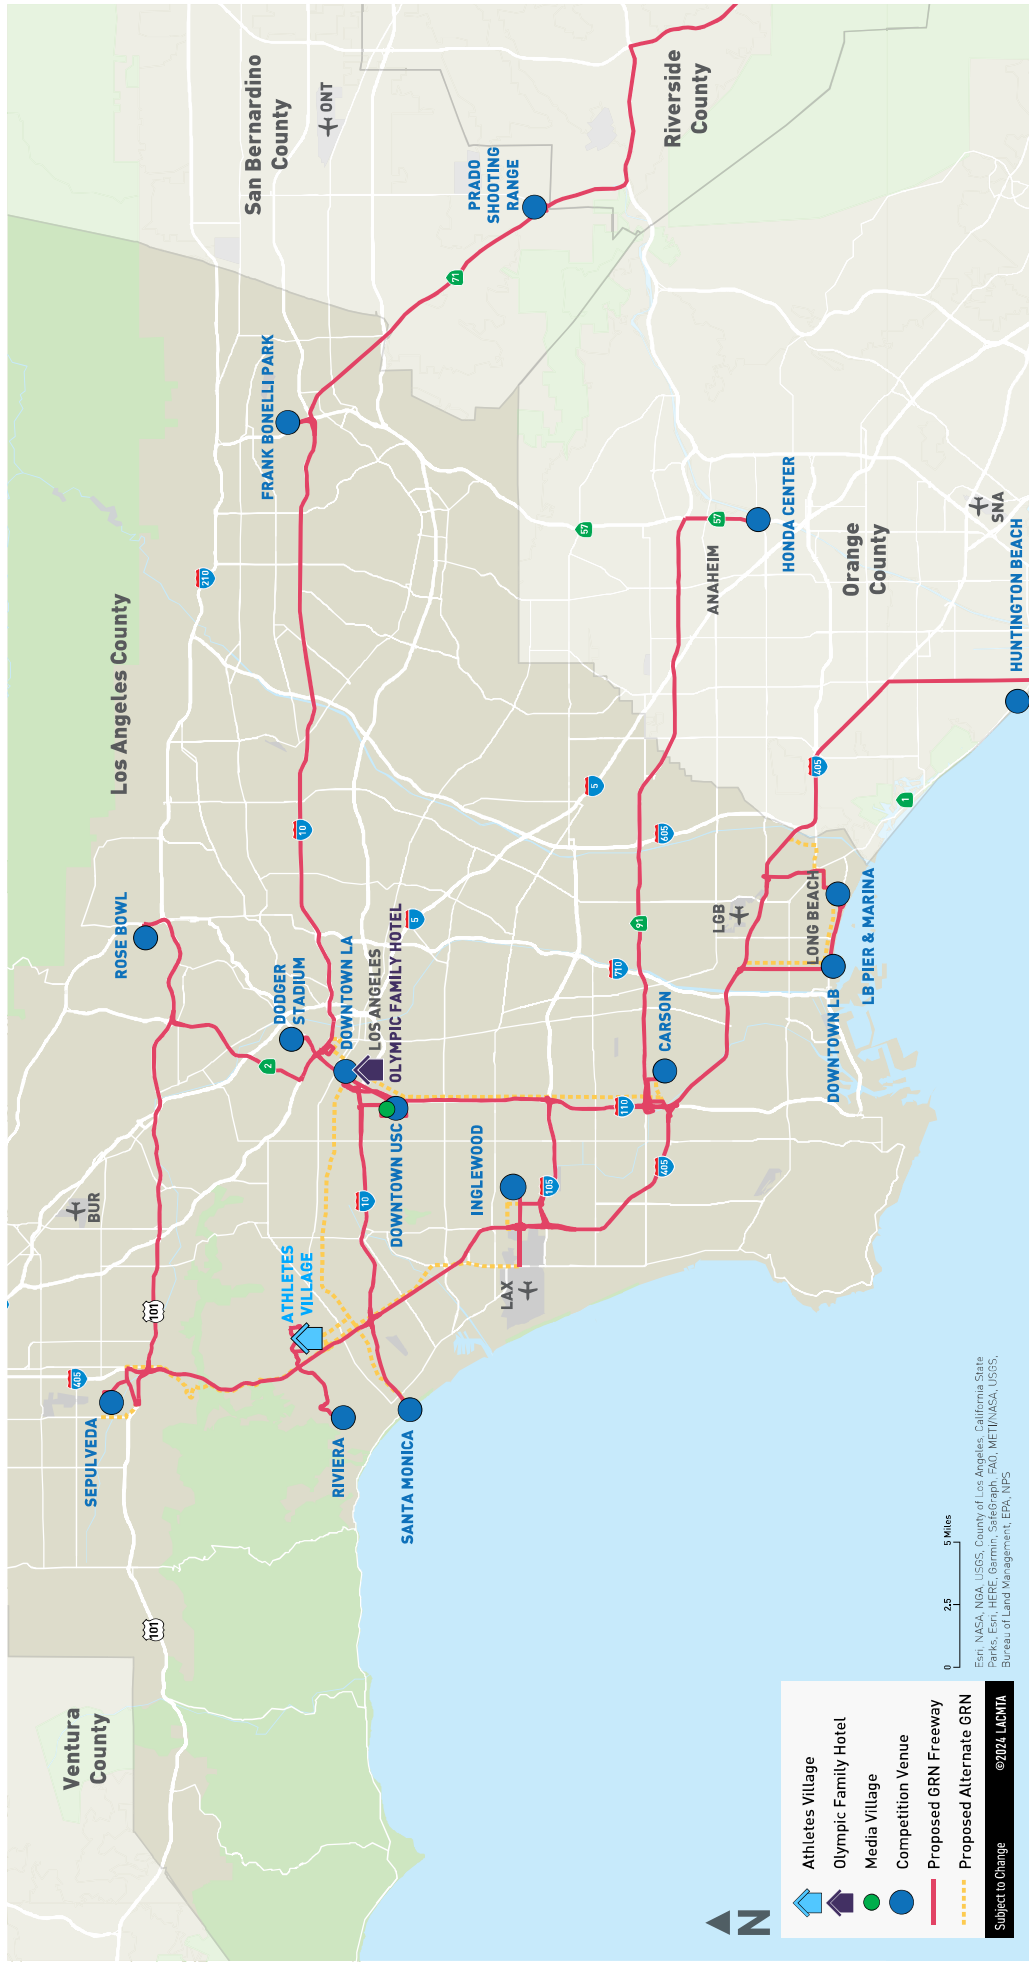 Ventura
County
101
SEPULVEDA
405
101
BUR
ROSE BOWL
Los Angeles County
210
San Bernardino
County
ONT
RIVIERA
SANTA MONICA
ATHLETES
VILLAGE
10
2
DODGER
STADIUM
DOWNTOWN LA
LOS ANGELES
OLYMPIC FAMILY HOTEL
DOWNTOWN USC
10
5
FRANK BONELLI PARK
71
PRADO
SHOOTING
RANGE
Riverside
County
LAX
INGLEWOOD
105
110
405
CARSON
710
91
605
5
57
57
ANAHEIM
HONDA CENTER
Orange
County
SNA
LGB
LONG BEACH
DOWNTOWN LB
LB PIER & MARINA
405
1
HUNTINGTON BEACH
N
Athletes Village
Olympic Family Hotel
Media Village
Competition Venue
Proposed GRN Freeway
Proposed Alternate GRN
Subject to Change
©2024 LACMTA
0
2.5
5 Miles
Esri, NASA, NGA, USGS, County of Los Angeles, California State
Parks, Esri, HERE, Garmin, SafeGraph, FAO, METI/NASA, USGS,
Bureau of Land Management, EPA, NPS